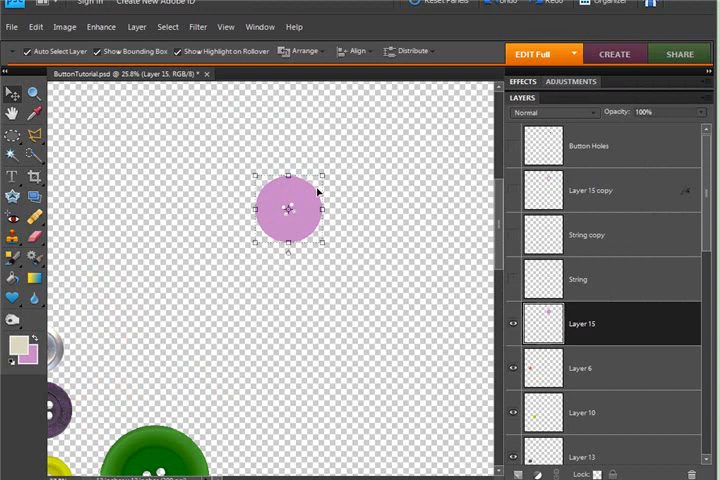 Sign In Create New Adobe ID Reset Panels Undo Redo Organizer
File Edit Image Enhance Layer Select Filter View Window Help
Auto Select Layer Show Bounding Box Show Highlight on Rollover Arrange Align Distribute EDIT Full CREATE SHARE
ButtonTutorial.psd @ 25.8% (Layer 15, RGB/8) * ×
EFFECTS ADJUSTMENTS
LAYERS
Normal Opacity: 100%
Button Holes
Layer 15 copy
String copy
String
Layer 15
Layer 6
Layer 10
Layer 13
Lock: